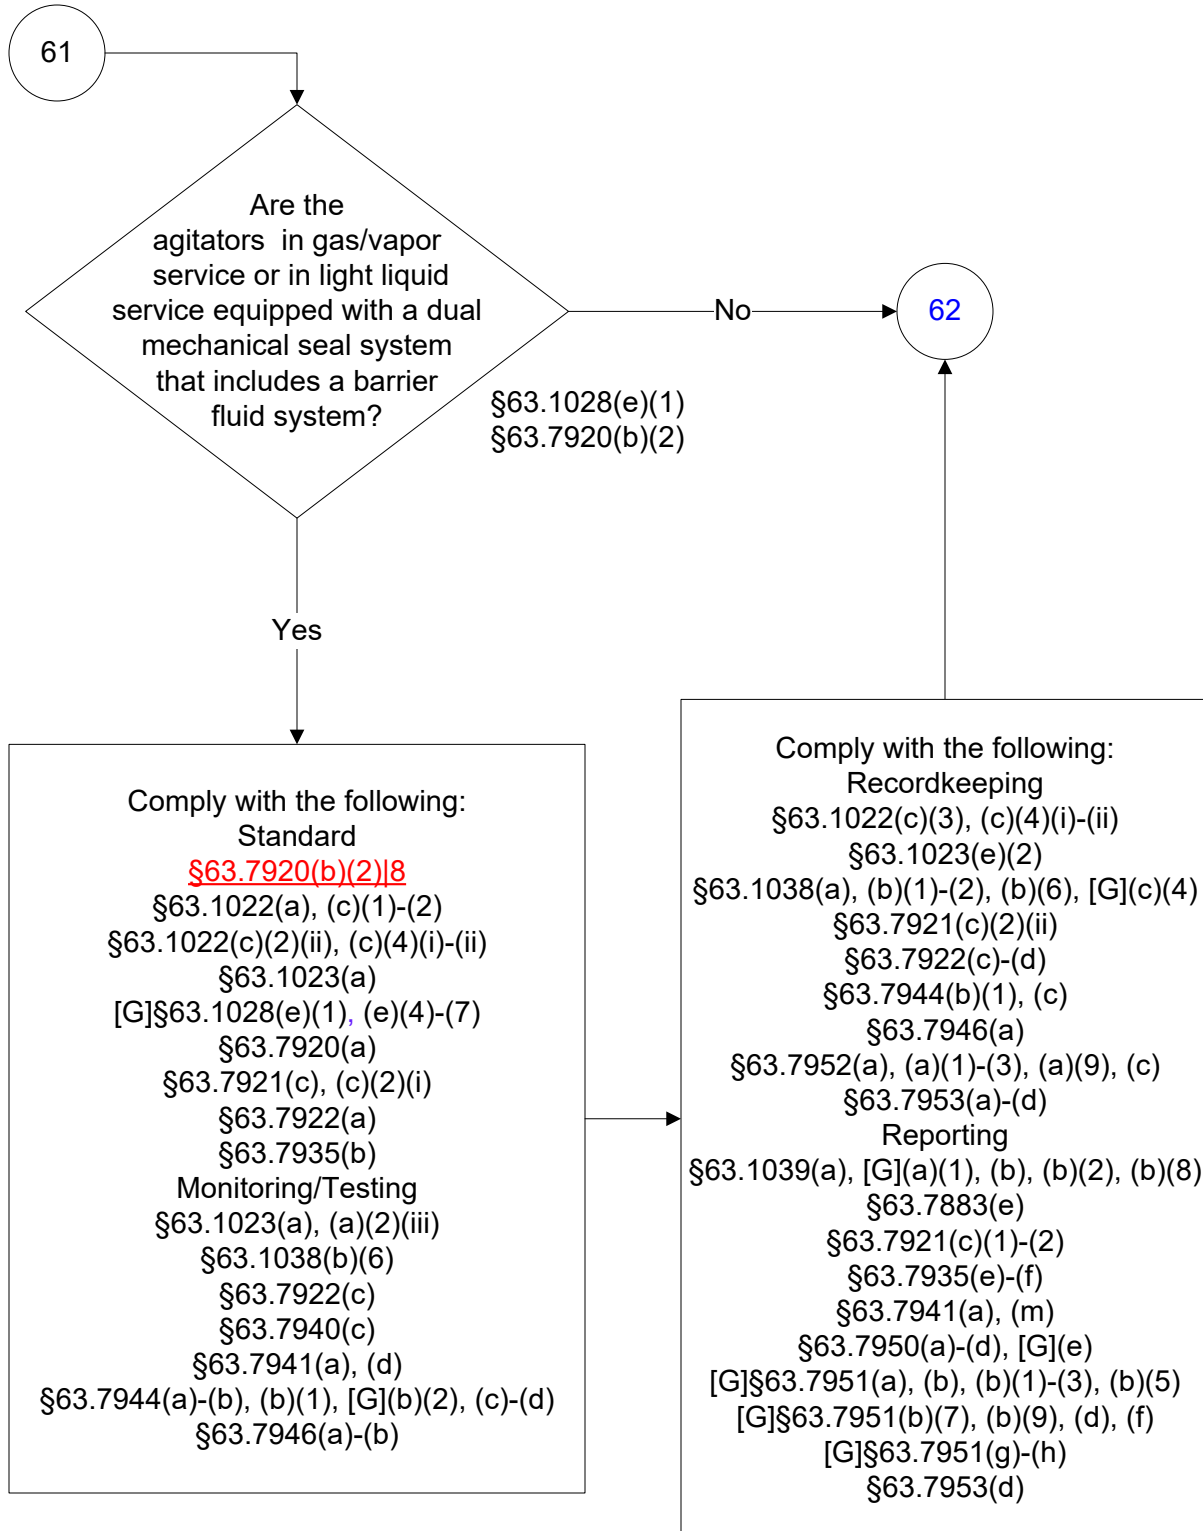 61
Are the
agitators in gas/vapor
service or in light liquid
service equipped with a dual
mechanical seal system
that includes a barrier
fluid system?
No
62
§63.1028(e)(1)
§63.7920(b)(2)
Yes
Comply with the following:
Standard
§63.7920(b)(2)|8
§63.1022(a), (c)(1)-(2)
§63.1022(c)(2)(ii), (c)(4)(i)-(ii)
§63.1023(a)
[G]§63.1028(e)(1), (e)(4)-(7)
§63.7920(a)
§63.7921(c), (c)(2)(i)
§63.7922(a)
§63.7935(b)
Monitoring/Testing
§63.1023(a), (a)(2)(iii)
§63.1038(b)(6)
§63.7922(c)
§63.7940(c)
§63.7941(a), (d)
§63.7944(a)-(b), (b)(1), [G](b)(2), (c)-(d)
§63.7946(a)-(b)
Comply with the following:
Recordkeeping
§63.1022(c)(3), (c)(4)(i)-(ii)
§63.1023(e)(2)
§63.1038(a), (b)(1)-(2), (b)(6), [G](c)(4)
§63.7921(c)(2)(ii)
§63.7922(c)-(d)
§63.7944(b)(1), (c)
§63.7946(a)
§63.7952(a), (a)(1)-(3), (a)(9), (c)
§63.7953(a)-(d)
Reporting
§63.1039(a), [G](a)(1), (b), (b)(2), (b)(8)
§63.7883(e)
§63.7921(c)(1)-(2)
§63.7935(e)-(f)
§63.7941(a), (m)
§63.7950(a)-(d), [G](e)
[G]§63.7951(a), (b), (b)(1)-(3), (b)(5)
[G]§63.7951(b)(7), (b)(9), (d), (f)
[G]§63.7951(g)-(h)
§63.7953(d)